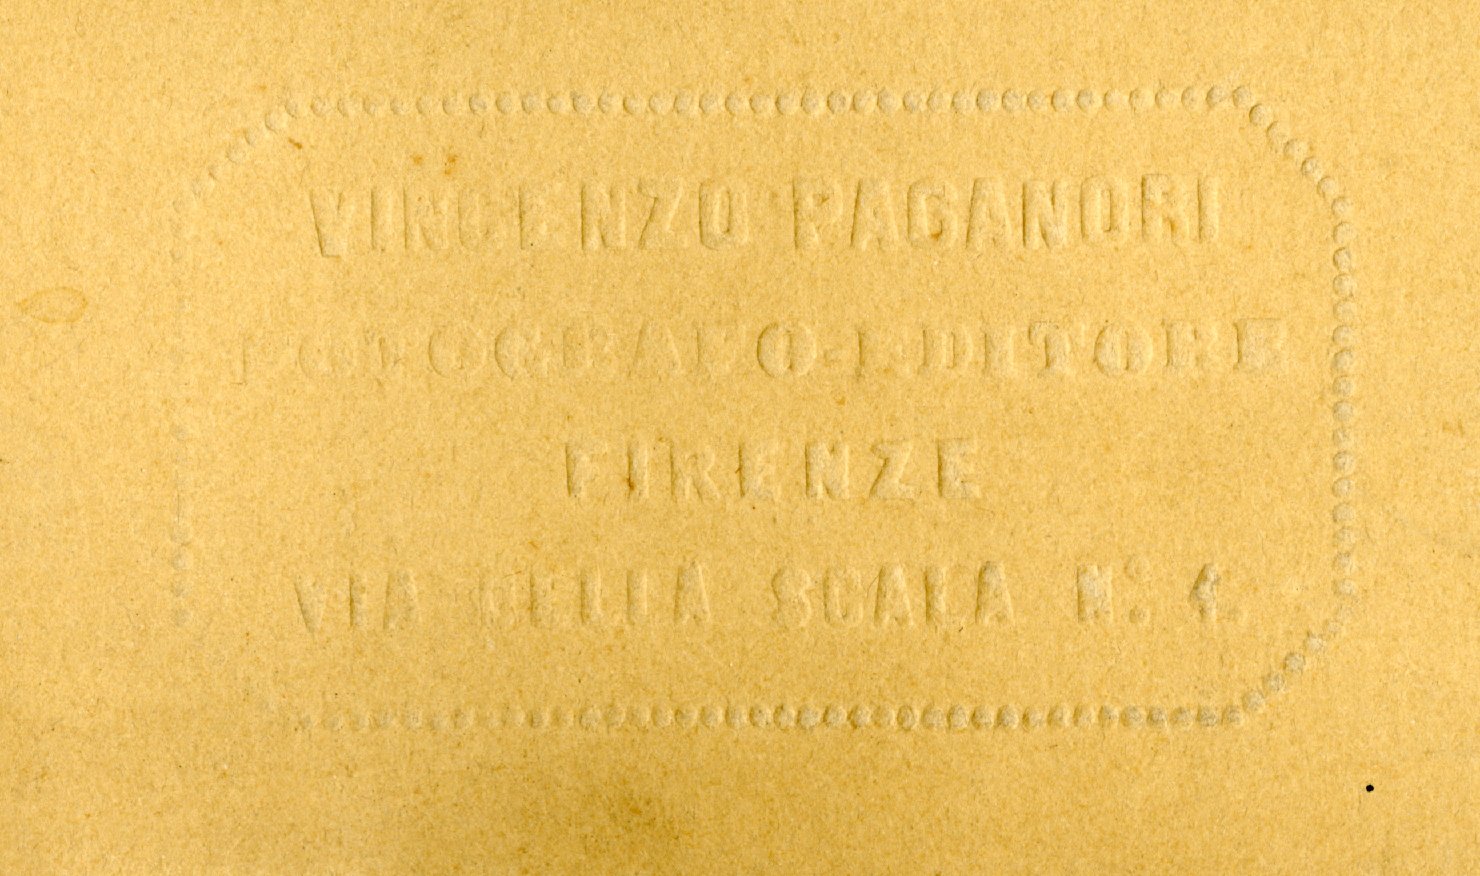 VINCENZO PAGANORI
FOTOGRAFO-EDITORE
FIRENZE
VIA DELLA SCALA N.º 4.